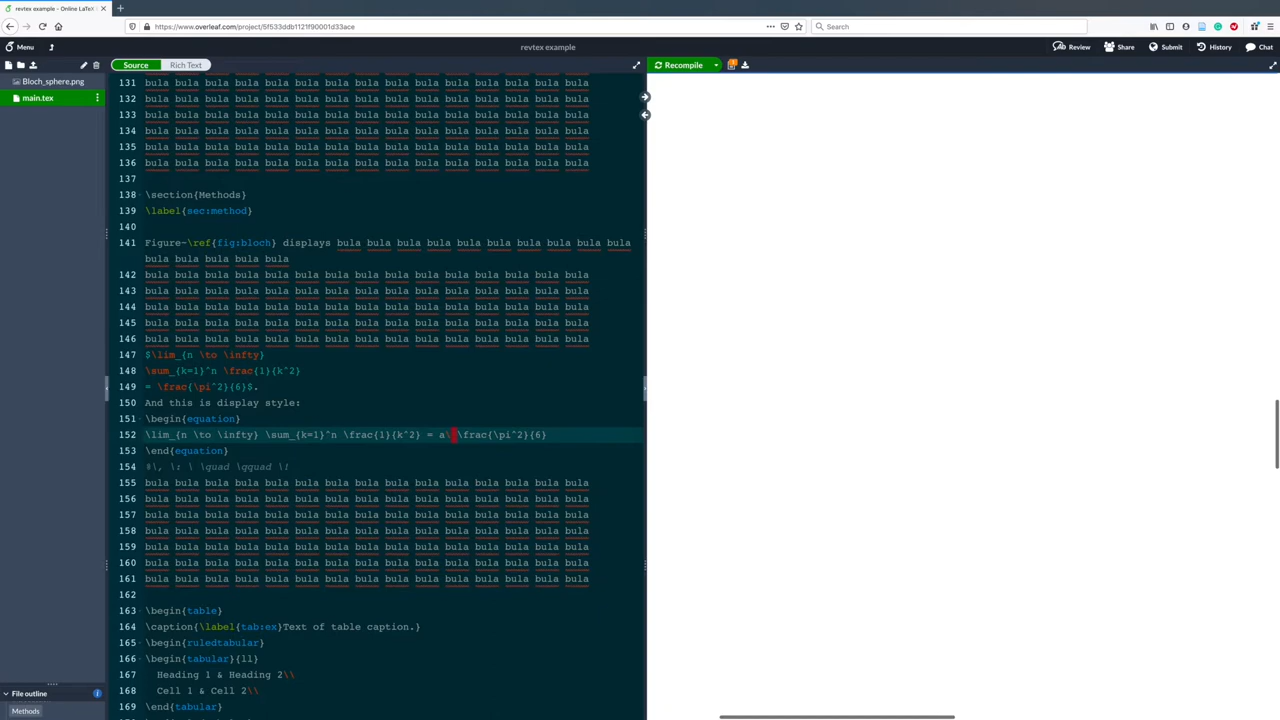 revtex example - Online LaTeX
https://www.overleaf.com/project/5f533ddb1121f90001d33ace
Search
Menu
revtex example
Review
Share
Submit
History
Chat
Source
Rich Text
Recompile
Bloch_sphere.png
main.tex
131 bula bula bula bula bula bula bula bula bula bula bula bula bula bula bula
132 bula bula bula bula bula bula bula bula bula bula bula bula bula bula bula
133 bula bula bula bula bula bula bula bula bula bula bula bula bula bula bula
134 bula bula bula bula bula bula bula bula bula bula bula bula bula bula bula
135 bula bula bula bula bula bula bula bula bula bula bula bula bula bula bula
136 bula bula bula bula bula bula bula bula bula bula bula bula bula bula bula
137
138 \section{Methods}
139 \label{sec:method}
140
141 Figure~\ref{fig:bloch} displays bula bula bula bula bula bula bula bula bula bula
bula bula bula bula bula
142 bula bula bula bula bula bula bula bula bula bula bula bula bula bula bula
143 bula bula bula bula bula bula bula bula bula bula bula bula bula bula bula
144 bula bula bula bula bula bula bula bula bula bula bula bula bula bula bula
145 bula bula bula bula bula bula bula bula bula bula bula bula bula bula bula
146 bula bula bula bula bula bula bula bula bula bula bula bula bula bula bula
147 $\lim_{n \to \infty}
148 \sum_{k=1}^n \frac{1}{k^2}
149 = \frac{\pi^2}{6}$.
150 And this is display style:
151 \begin{equation}
152 \lim_{n \to \infty} \sum_{k=1}^n \frac{1}{k^2} = a\ \frac{\pi^2}{6}
153 \end{equation}
154 %\, \: \ \quad \qquad \!
155 bula bula bula bula bula bula bula bula bula bula bula bula bula bula bula
156 bula bula bula bula bula bula bula bula bula bula bula bula bula bula bula
157 bula bula bula bula bula bula bula bula bula bula bula bula bula bula bula
158 bula bula bula bula bula bula bula bula bula bula bula bula bula bula bula
159 bula bula bula bula bula bula bula bula bula bula bula bula bula bula bula
160 bula bula bula bula bula bula bula bula bula bula bula bula bula bula bula
161 bula bula bula bula bula bula bula bula bula bula bula bula bula bula bula
162
163 \begin{table}
164 \caption{\label{tab:ex}Text of table caption.}
165 \begin{ruledtabular}
166 \begin{tabular}{ll}
167 Heading 1 & Heading 2\\
168 Cell 1 & Cell 2\\
169 \end{tabular}
File outline
Methods